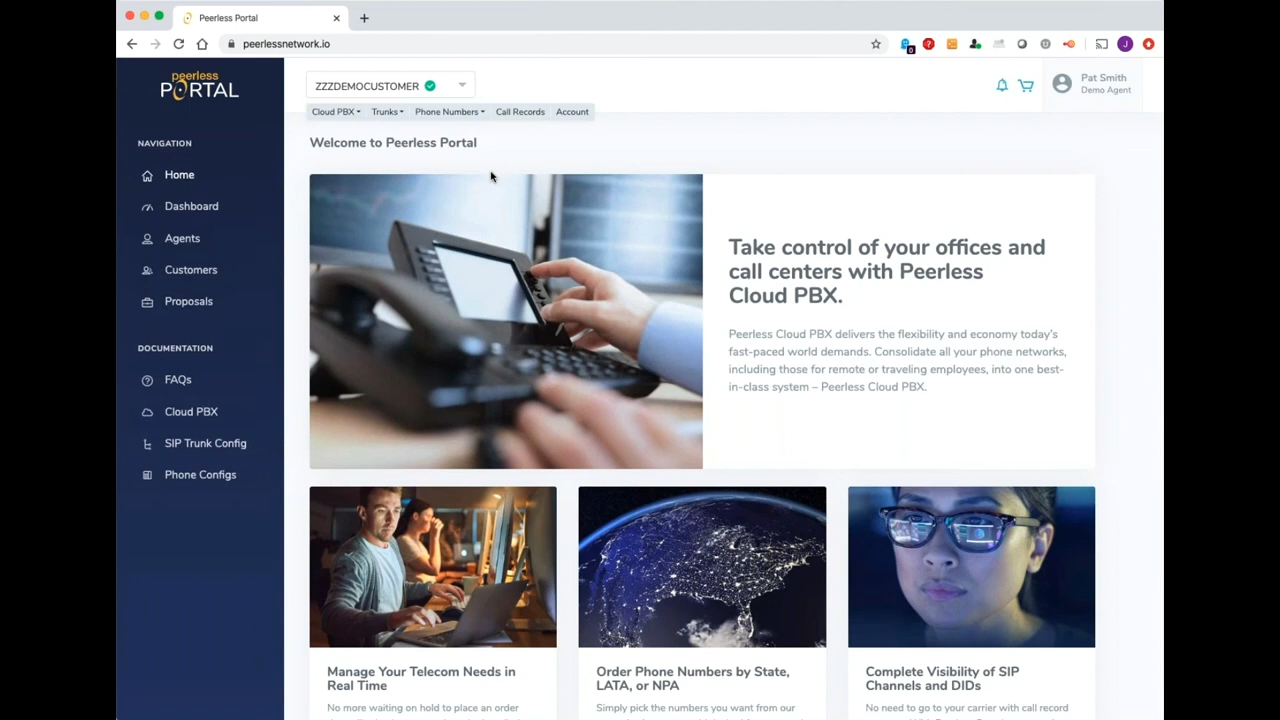 Peerless Portal
peerlessnetwork.io
0
J
peerless
PORTAL
NAVIGATION
Home
Dashboard
Agents
Customers
Proposals
DOCUMENTATION
FAQs
Cloud PBX
SIP Trunk Config
Phone Configs
ZZZDEMOCUSTOMER
Pat Smith
Demo Agent
Cloud PBX Trunks Phone Numbers Call Records Account
Welcome to Peerless Portal
Take control of your offices and
call centers with Peerless
Cloud PBX.
Peerless Cloud PBX delivers the flexibility and economy today's
fast-paced world demands. Consolidate all your phone networks,
including those for remote or traveling employees, into one best-
in-class system – Peerless Cloud PBX.
Manage Your Telecom Needs in
Real Time
No more waiting on hold to place an order
Order Phone Numbers by State,
LATA, or NPA
Simply pick the numbers you want from our
Complete Visibility of SIP
Channels and DIDs
No need to go to your carrier with call record